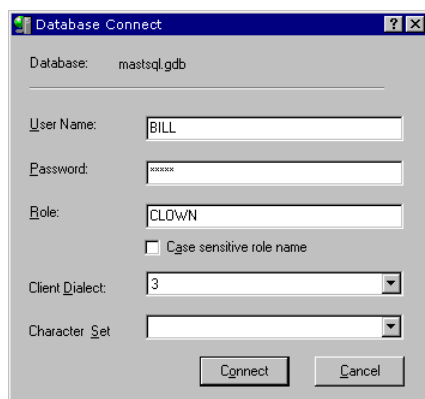 Database Connect ? X
Database: mastsql.gdb
User Name: BILL
Password: *****
Role: CLOWN
Case sensitive role name
Client Dialect: 3
Character Set
Connect Cancel